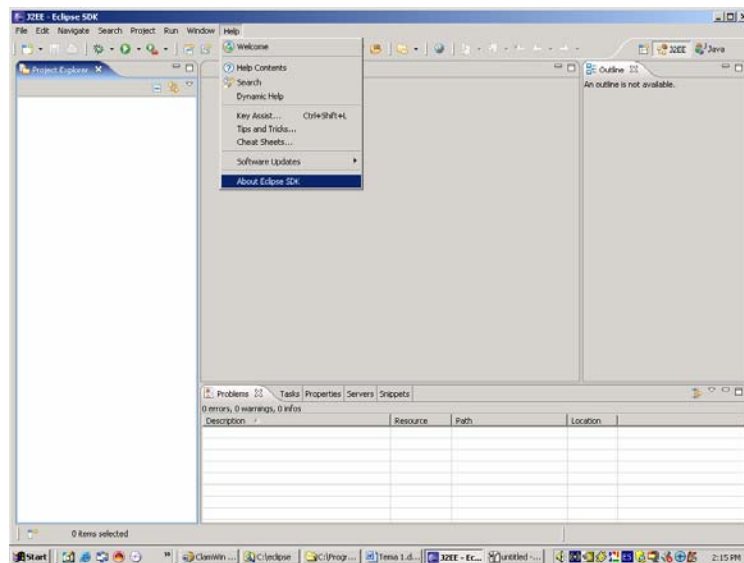 J2EE - Eclipse SDK
File Edit Navigate Search Project Run Window Help
J2EE Java
Project Explorer
Welcome
Help Contents
Search
Dynamic Help
Key Assist... Ctrl+Shift+L
Tips and Tricks...
Cheat Sheets...
Software Updates
About Eclipse SDK
Outline
An outline is not available.
Problems Tasks Properties Servers Snippets
0 errors, 0 warnings, 0 infos
Description Resource Path Location
0 items selected
Start ClamWin ... C:\eclipse C:\Progr... Tema 1.d... J2EE - Ec... untitled -... 2:15 PM